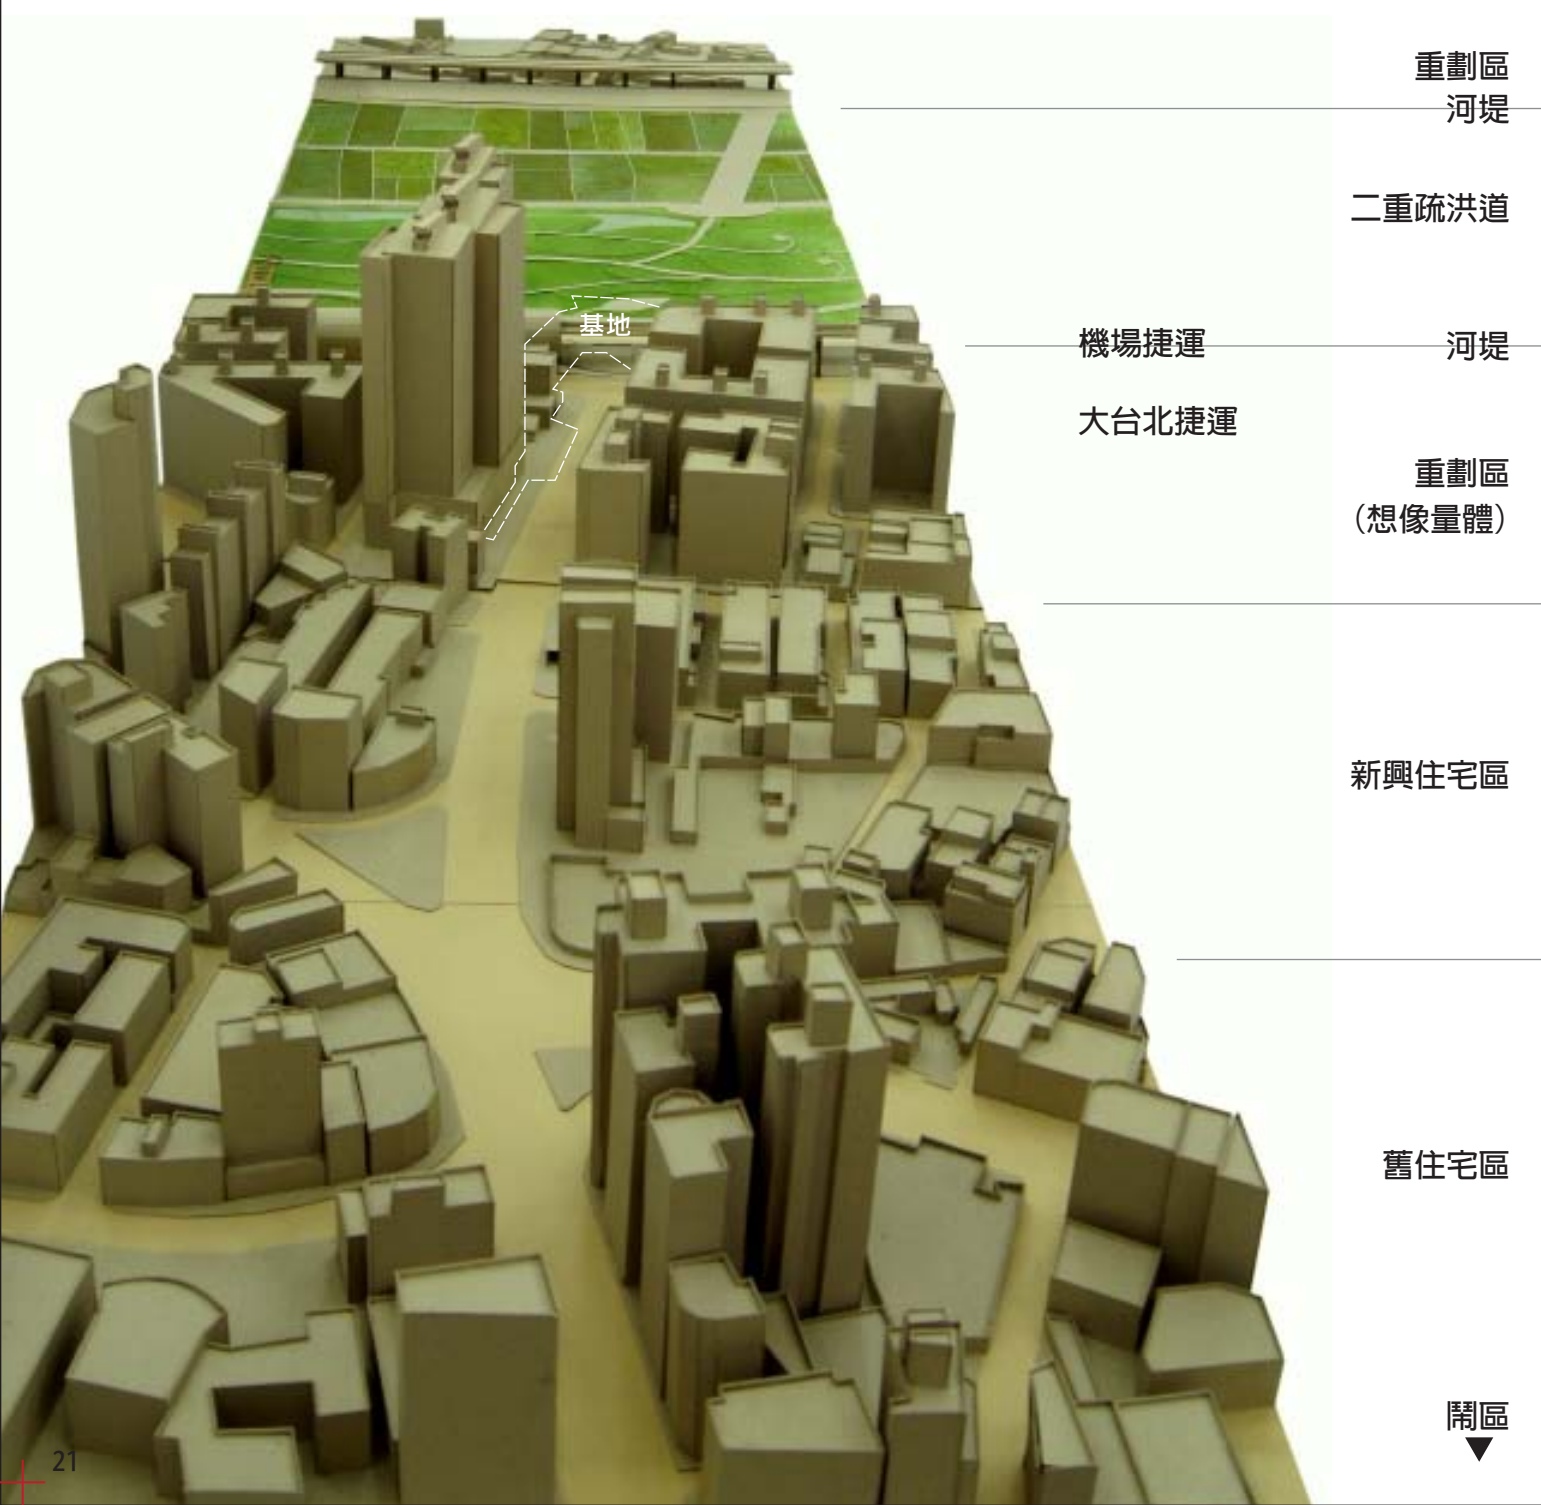 重劃區
河堤
二重疏洪道
基地
機場捷運
河堤
大台北捷運
重劃區
（想像量體）
新興住宅區
舊住宅區
鬧區
▼
21